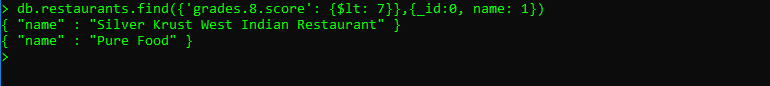 > db.restaurants.find({'grades.8.score': {$lt: 7}},{_id:0, name: 1})
{ "name" : "Silver Krust West Indian Restaurant" }
{ "name" : "Pure Food" }
>